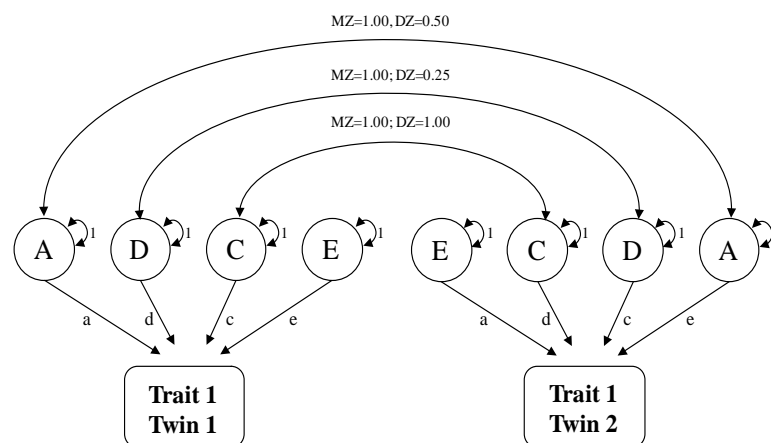 MZ=1.00, DZ=0.50
MZ=1.00; DZ=0.25
MZ=1.00; DZ=1.00
A 1 D 1 C 1 E 1 E 1 C 1 D 1 A 1
a d c e a d c e
Trait 1 Trait 1
Twin 1 Twin 2